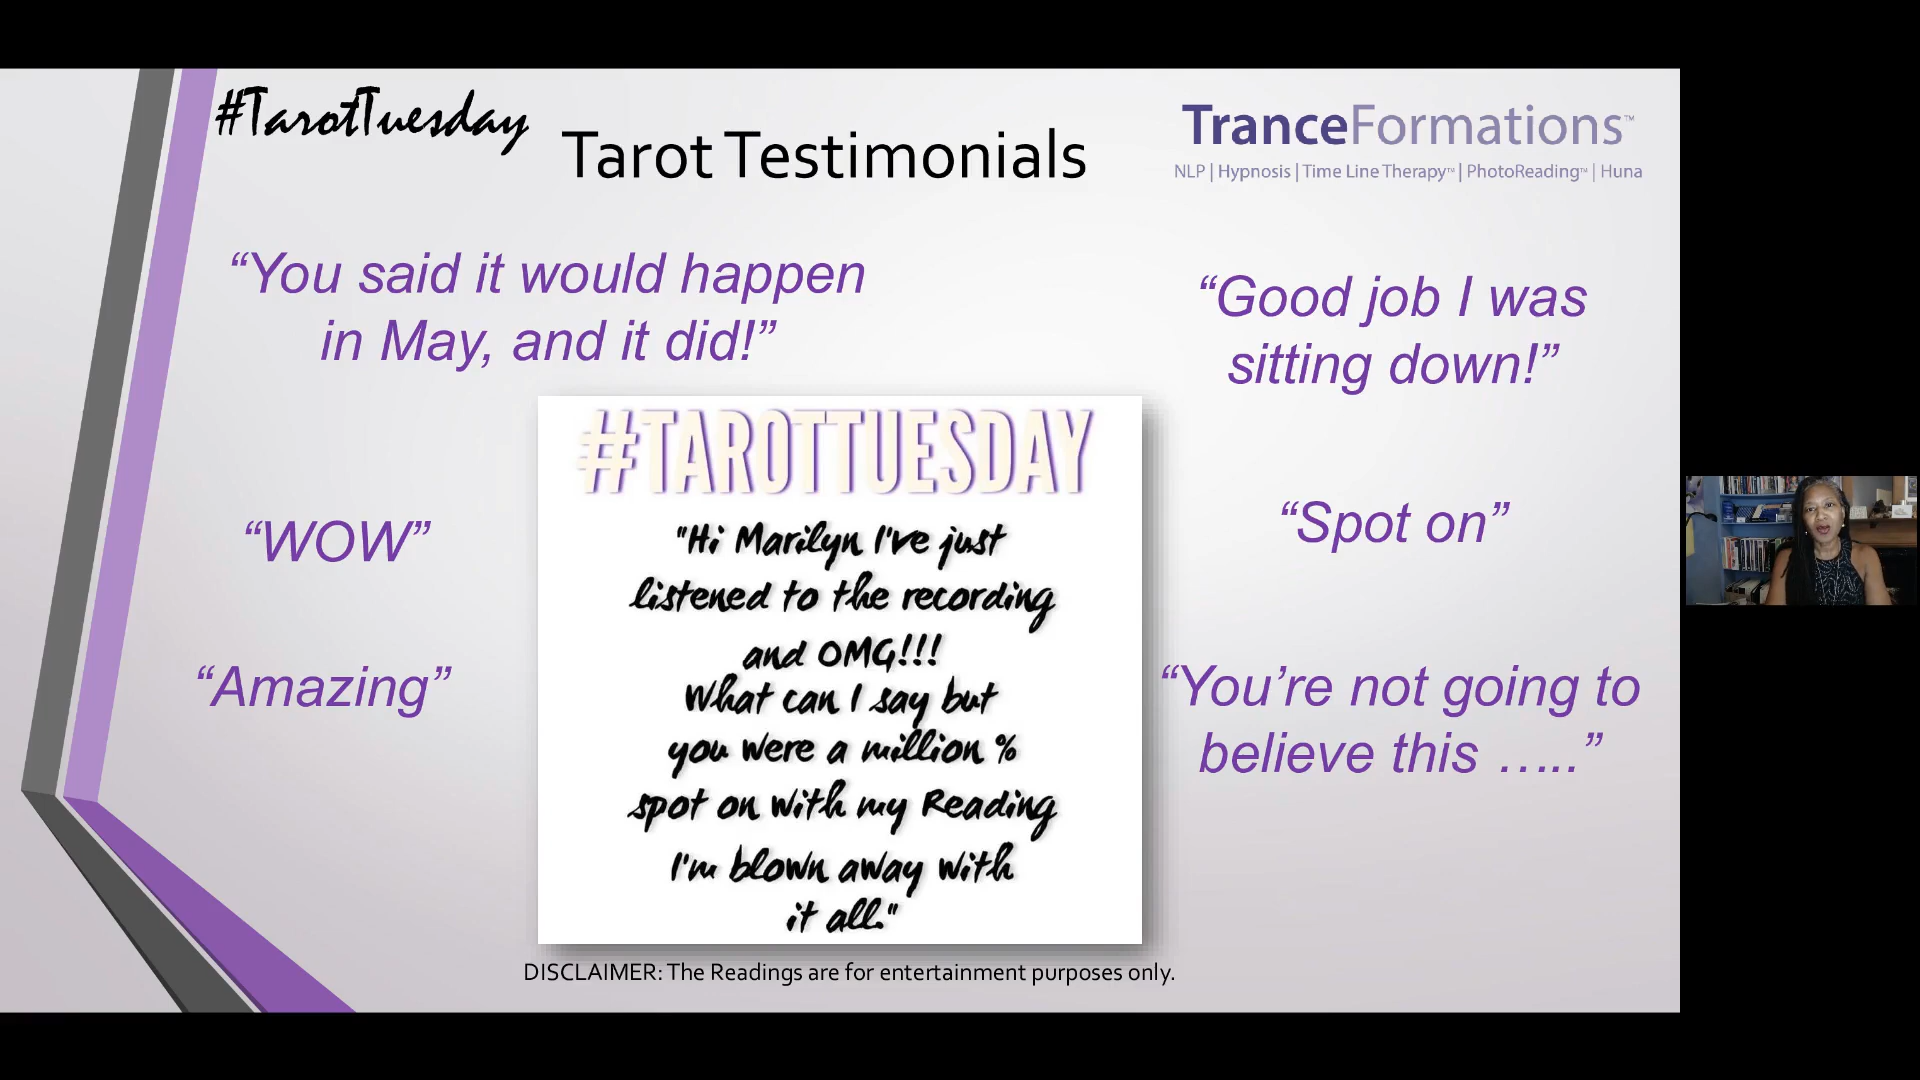 #TarotTuesday
Tarot Testimonials
TranceFormations™
NLP | Hypnosis | Time Line Therapy™ | PhotoReading™ | Huna
“You said it would happen
in May, and it did!”
“Good job I was
sitting down!”
“WOW”
“Spot on”
“Amazing”
“You’re not going to
believe this …..”
#TAROTTUESDAY
"Hi Marilyn I've just
listened to the recording
and OMG!!!
What can I say but
you were a million %
spot on with my Reading
I'm blown away with
it all."
DISCLAIMER: The Readings are for entertainment purposes only.